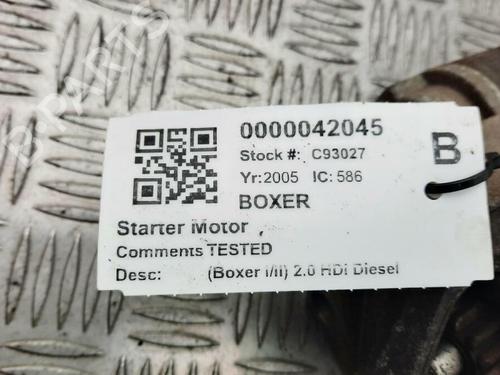 B-PARTS
0000042045
Stock #: C93027
B
Yr:2005 IC: 586
BOXER
Starter Motor ,
Comments TESTED
Desc: (Boxer I/II) 2.0 HDi Diesel